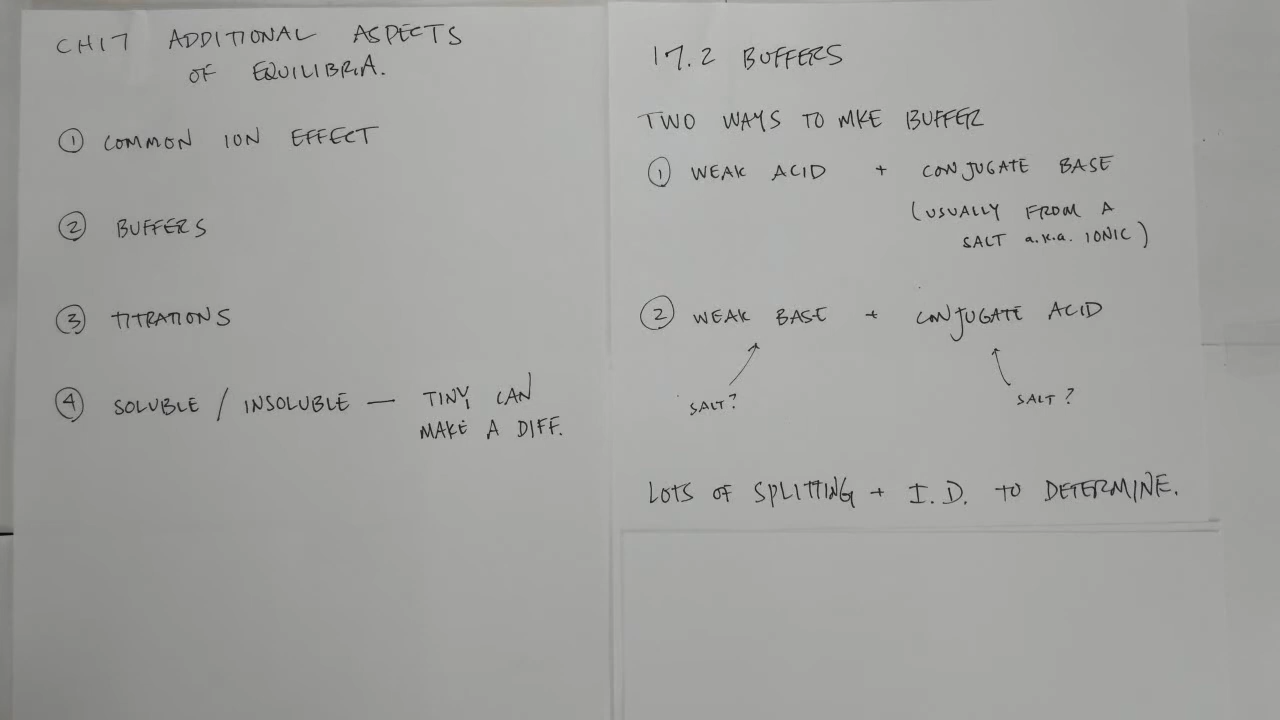 CH17 ADDITIONAL ASPECTS
OF EQUILIBRIA.
① COMMON ION EFFECT
② BUFFERS
③ TITRATIONS
④ SOLUBLE / INSOLUBLE — TINY CAN
MAKE A DIFF.
17.2 BUFFERS
TWO WAYS TO MKE BUFFER
① WEAK ACID + CONJUGATE BASE
(USUALLY FROM A
SALT a.k.a. IONIC)
② WEAK BASE + CONJUGATE ACID
SALT? SALT?
LOTS OF SPLITTING + I.D. TO DETERMINE.